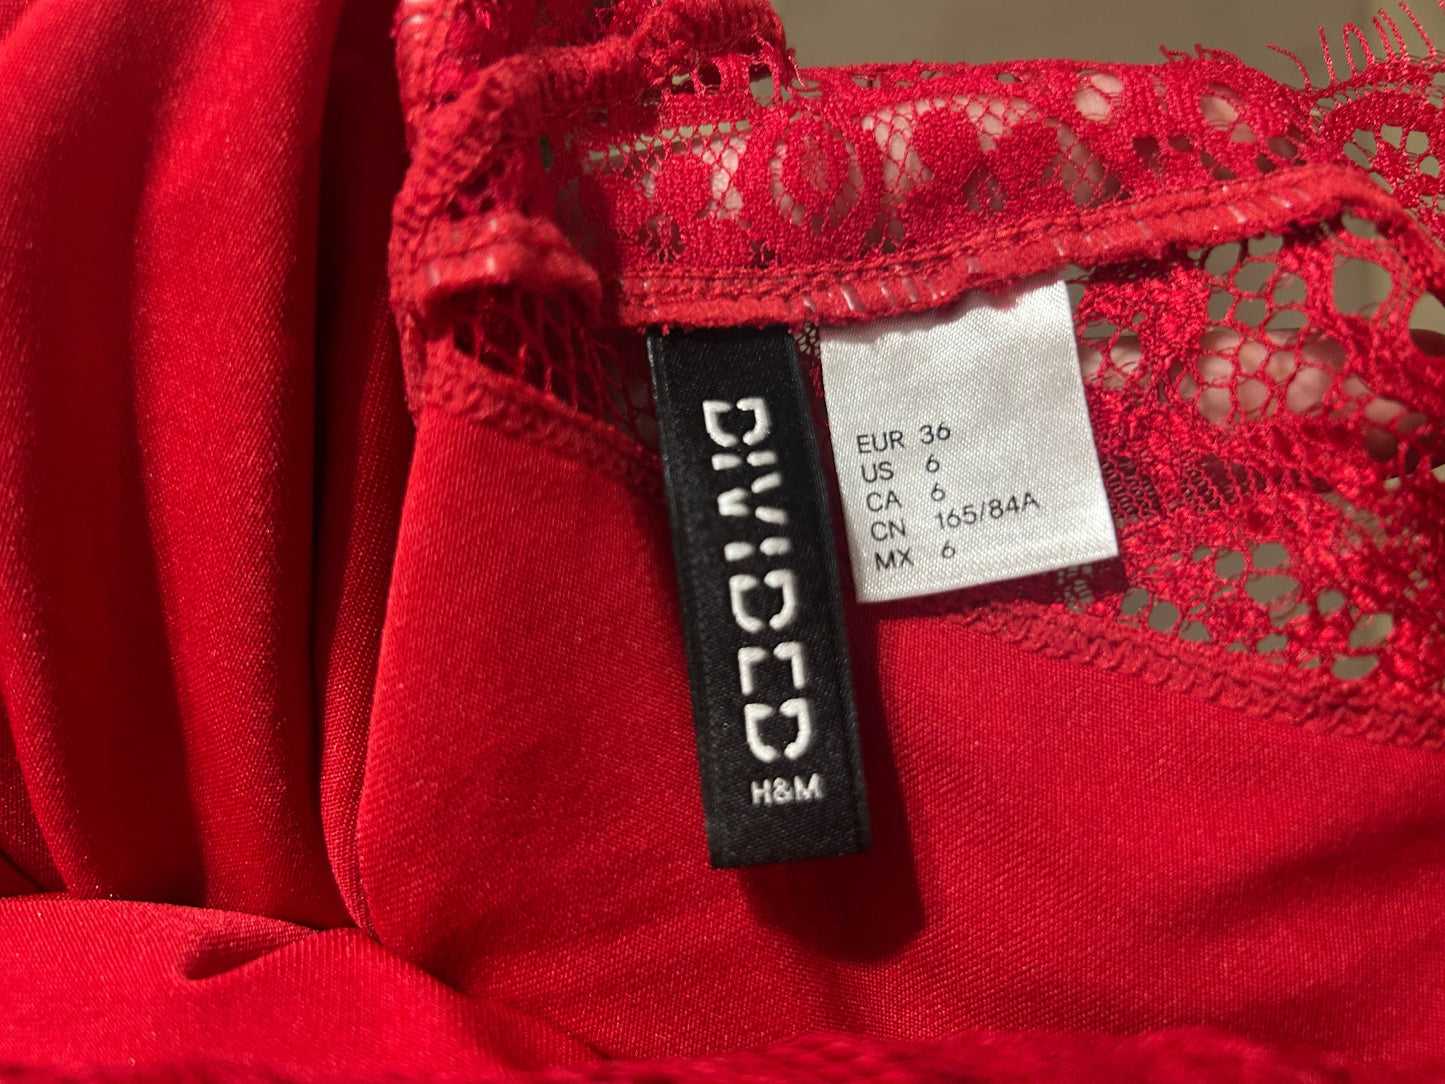 DIVIDED
H&M
EUR 36
US 6
CA 6
CN 165/84A
MX 6